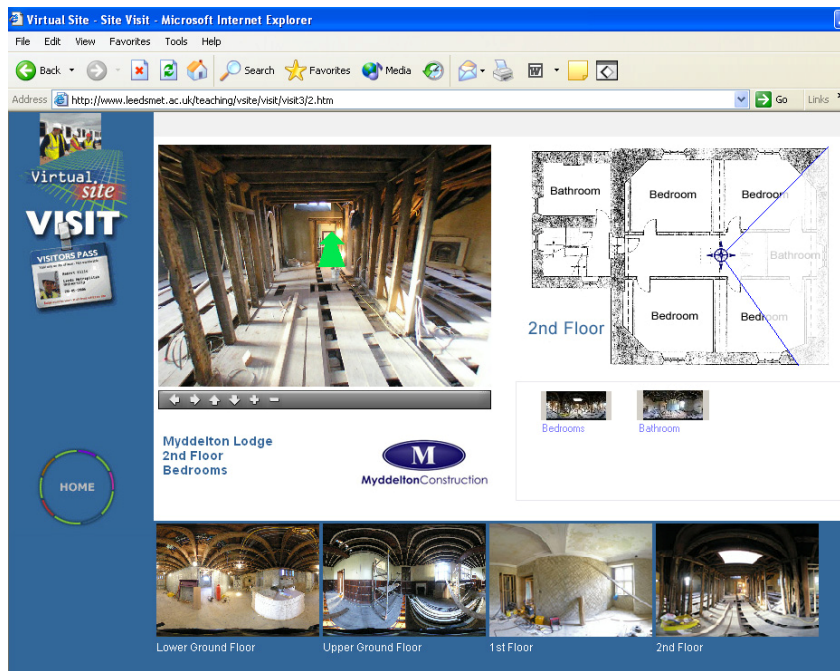 Virtual Site - Site Visit - Microsoft Internet Explorer
File Edit View Favorites Tools Help
Back Search Favorites Media
Address http://www.leedsmet.ac.uk/teaching/vsite/visit/visit3/2.htm Go Links
Virtual
site
VISIT
VISITORS PASS
Bathroom
Bedroom
Bedroom
Bathroom
Bedroom
Bedroom
2nd Floor
Bedrooms
Bathroom
Myddelton Lodge
2nd Floor
Bedrooms
M
MyddeltonConstruction
HOME
Lower Ground Floor
Upper Ground Floor
1st Floor
2nd Floor